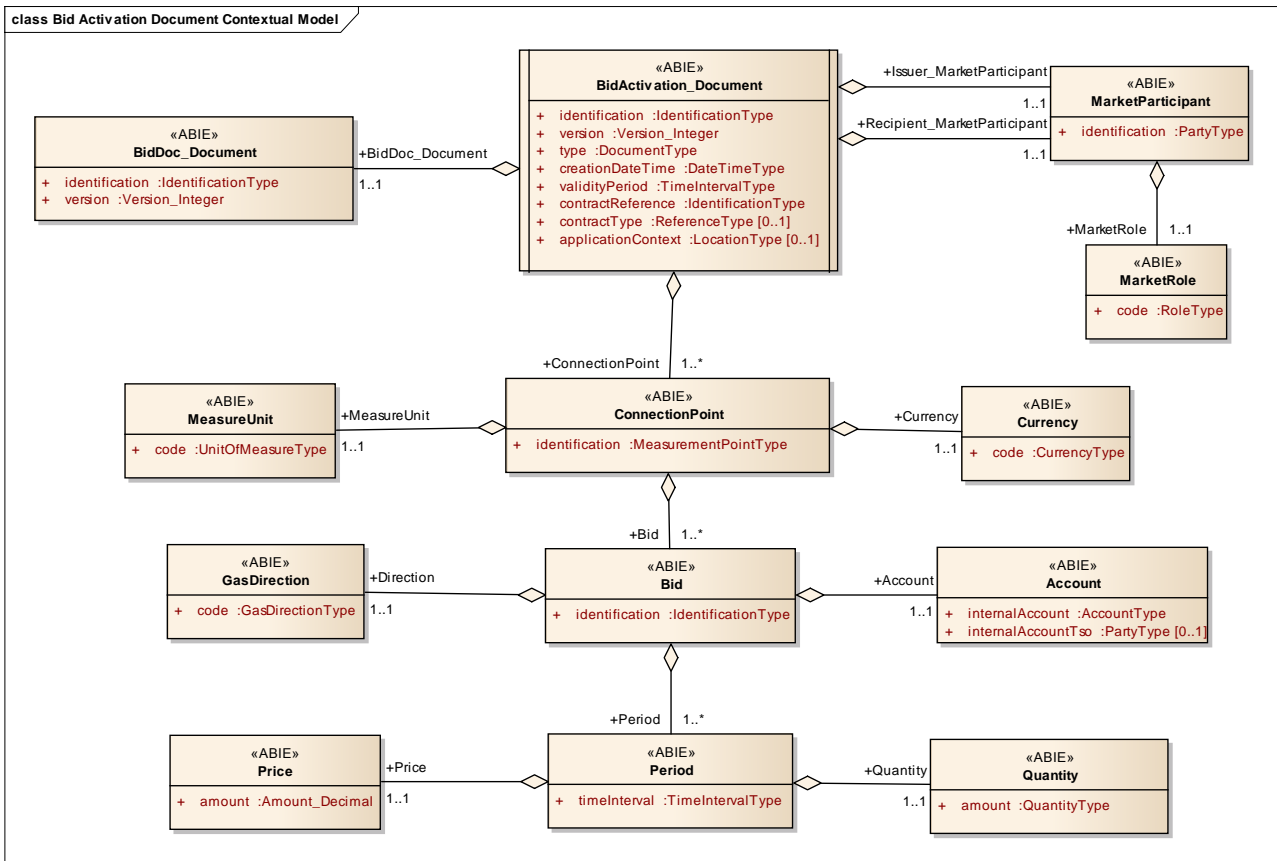 class Bid Activation Document Contextual Model
«ABIE»
BidActivation_Document
+ identification :IdentificationType
+ version :Version_Integer
+ type :DocumentType
+ creationDateTime :DateTimeType
+ validityPeriod :TimeIntervalType
+ contractReference :IdentificationType
+ contractType :ReferenceType [0..1]
+ applicationContext :LocationType [0..1]
+Issuer_MarketParticipant
1..1
+Recipient_MarketParticipant
1..1
«ABIE»
MarketParticipant
+ identification :PartyType
«ABIE»
BidDoc_Document
+ identification :IdentificationType
+ version :Version_Integer
+BidDoc_Document
1..1
+MarketRole 1..1
«ABIE»
MarketRole
+ code :RoleType
+ConnectionPoint 1..*
«ABIE»
MeasureUnit
+ code :UnitOfMeasureType
+MeasureUnit
1..1
«ABIE»
ConnectionPoint
+ identification :MeasurementPointType
+Currency
1..1
«ABIE»
Currency
+ code :CurrencyType
+Bid 1..*
«ABIE»
GasDirection
+ code :GasDirectionType
+Direction
1..1
«ABIE»
Bid
+ identification :IdentificationType
+Account
1..1
«ABIE»
Account
+ internalAccount :AccountType
+ internalAccountTso :PartyType [0..1]
+Period 1..*
«ABIE»
Price
+ amount :Amount_Decimal
+Price
1..1
«ABIE»
Period
+ timeInterval :TimeIntervalType
+Quantity
1..1
«ABIE»
Quantity
+ amount :QuantityType